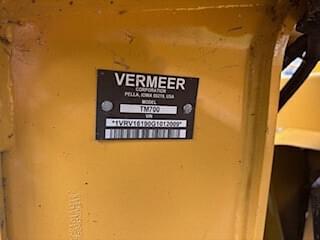 VERMEER
CORPORATION
PELLA, IOWA 50219, USA
MODEL
TM700
VIN
*1VRV16190G1012009*